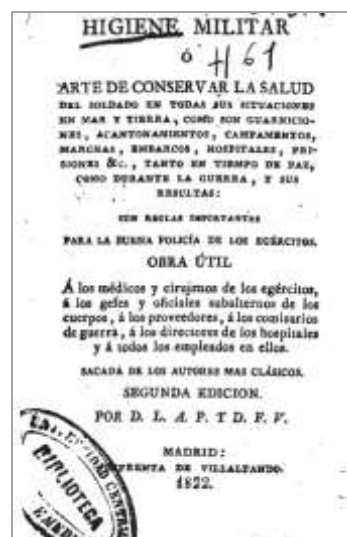 HIGIENE MILITAR
Ó
H 61
ARTE DE CONSERVAR LA SALUD
DEL SOLDADO EN TODAS SUS SITUACIONES
EN MAR Y TIERRA, COMO SON GUARNICIO-
NES, ACANTONAMIENTOS, CAMPAMENTOS,
MARCHAS, EMBARCOS, HOSPITALES, PRI-
SIONES &c., TANTO EN TIEMPO DE PAZ,
COMO DURANTE LA GUERRA, Y SUS
RESULTAS:
CON REGLAS IMPORTANTES
PARA LA BUENA POLICÍA DE LOS EGÉRCITOS.
OBRA ÚTIL
Á los médicos y cirujanos de los egércitos,
á los gefes y oficiales subalternos de los
cuerpos, á los proveedores, á los comisarios
de guerra, á los directores de los hospitales
y á todos los empleados en ellos.
SACADA DE LOS AUTORES MAS CLÁSICOS.
SEGUNDA EDICION.
POR D. L. A. P. Y D. F. V.
MADRID:
IMPRENTA DE VILLALPANDO.
1822.
CENTRAL
BIBLIOTECA